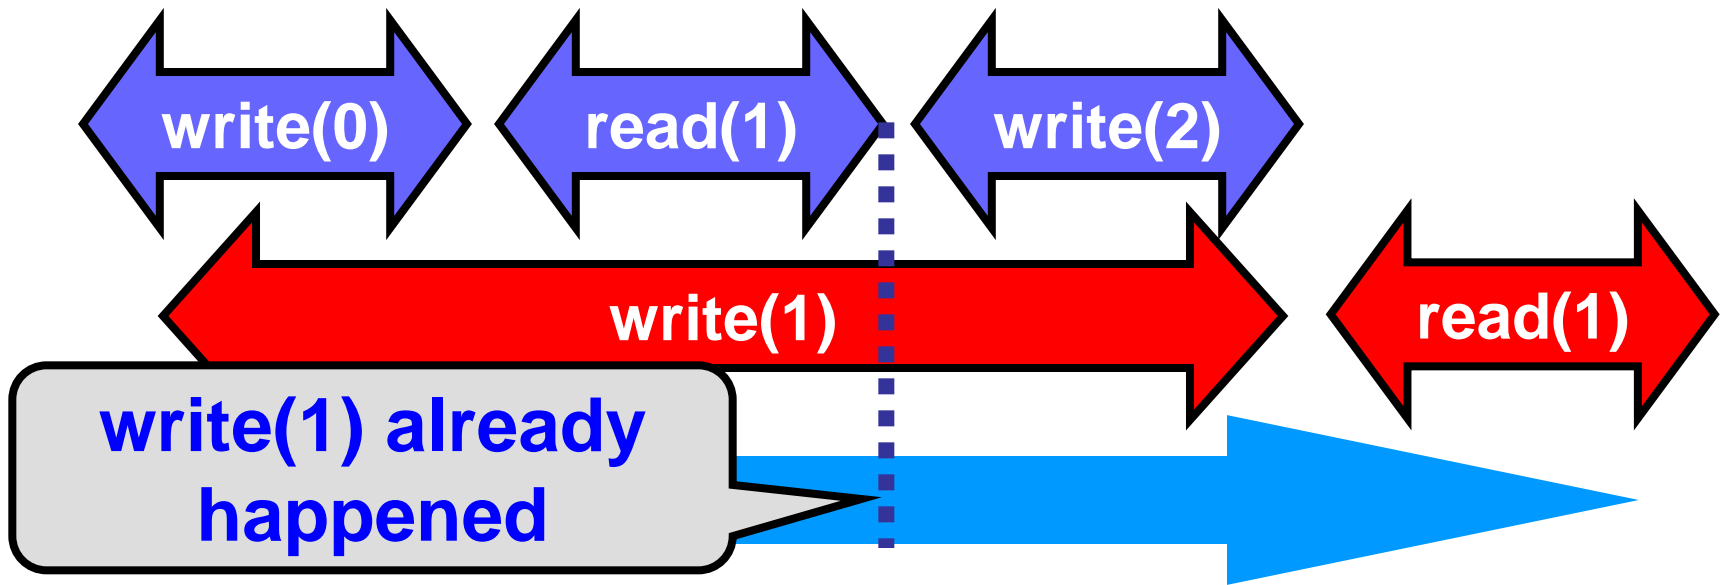 write(0) read(1) write(2)
write(1) read(1)
write(1) already
happened